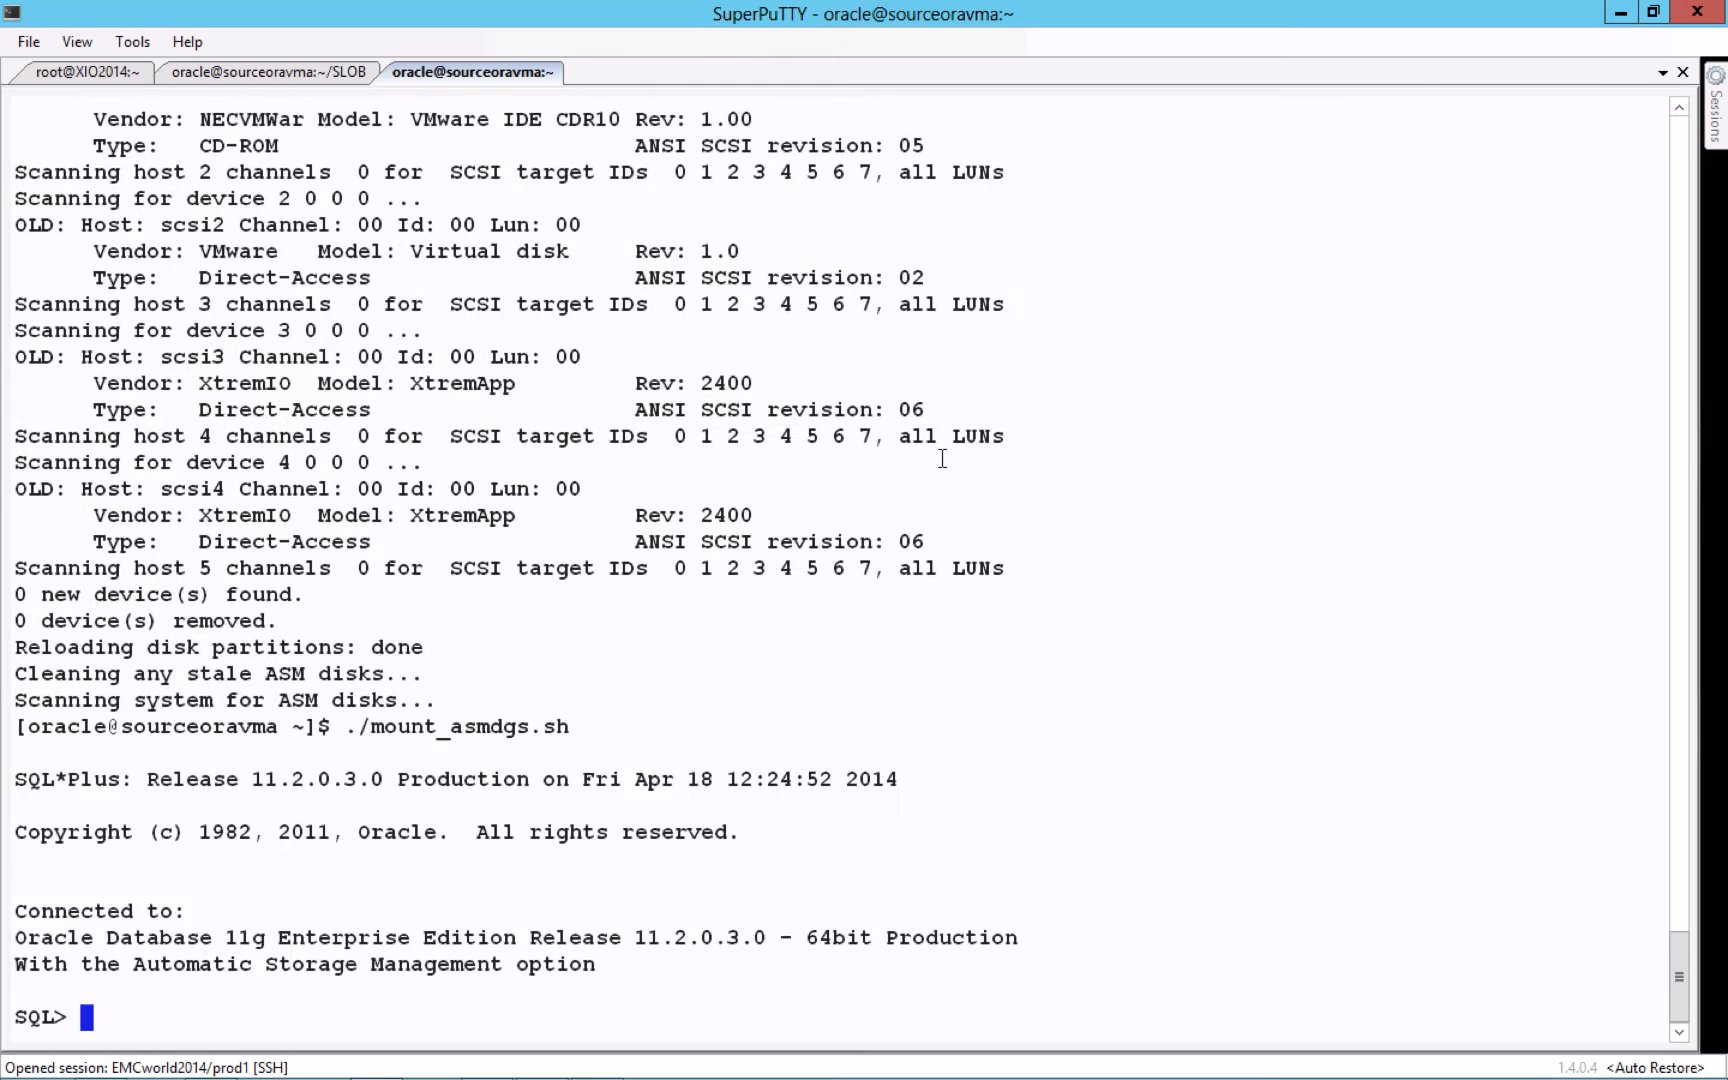 SuperPuTTY - oracle@sourceoravma:~
File View Tools Help
root@XIO2014:~ oracle@sourceoravma:~/SLOB oracle@sourceoravma:~
Sessions
Vendor: NECVMWar Model: VMware IDE CDR10 Rev: 1.00
Type: CD-ROM ANSI SCSI revision: 05
Scanning host 2 channels 0 for SCSI target IDs 0 1 2 3 4 5 6 7, all LUNs
Scanning for device 2 0 0 0 ...
OLD: Host: scsi2 Channel: 00 Id: 00 Lun: 00
Vendor: VMware Model: Virtual disk Rev: 1.0
Type: Direct-Access ANSI SCSI revision: 02
Scanning host 3 channels 0 for SCSI target IDs 0 1 2 3 4 5 6 7, all LUNs
Scanning for device 3 0 0 0 ...
OLD: Host: scsi3 Channel: 00 Id: 00 Lun: 00
Vendor: XtremIO Model: XtremApp Rev: 2400
Type: Direct-Access ANSI SCSI revision: 06
Scanning host 4 channels 0 for SCSI target IDs 0 1 2 3 4 5 6 7, all LUNs
Scanning for device 4 0 0 0 ...
OLD: Host: scsi4 Channel: 00 Id: 00 Lun: 00
Vendor: XtremIO Model: XtremApp Rev: 2400
Type: Direct-Access ANSI SCSI revision: 06
Scanning host 5 channels 0 for SCSI target IDs 0 1 2 3 4 5 6 7, all LUNs
0 new device(s) found.
0 device(s) removed.
Reloading disk partitions: done
Cleaning any stale ASM disks...
Scanning system for ASM disks...
[oracle@sourceoravma ~]$ ./mount_asmdgs.sh
SQL*Plus: Release 11.2.0.3.0 Production on Fri Apr 18 12:24:52 2014
Copyright (c) 1982, 2011, Oracle. All rights reserved.
Connected to:
Oracle Database 11g Enterprise Edition Release 11.2.0.3.0 - 64bit Production
With the Automatic Storage Management option
SQL>
Opened session: EMCworld2014/prod1 [SSH] 1.4.0.4 <Auto Restore>